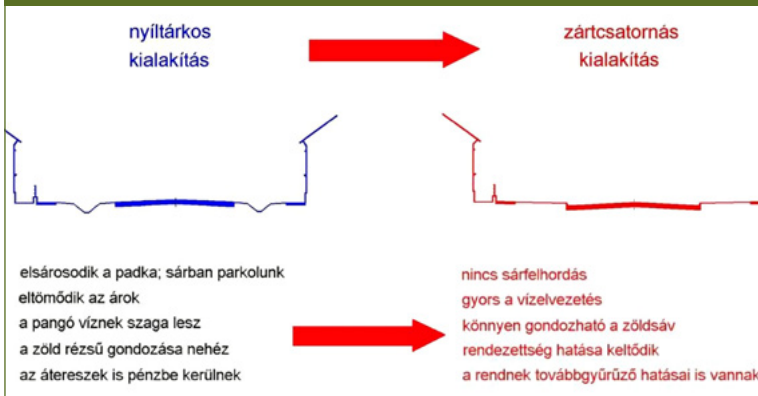 nyíltárkos
kialakítás
zártcsatornás
kialakítás
elsárosodik a padka; sárban parkolunk
eltömődik az árok
a pangó víznek szaga lesz
a zöld rézsű gondozása nehéz
az átereszek is pénzbe kerülnek
nincs sárfelhordás
gyors a vízelvezetés
könnyen gondozható a zöldsáv
rendezettség hatása keltődik
a rendnek továbbgyűrűző hatásai is vannak